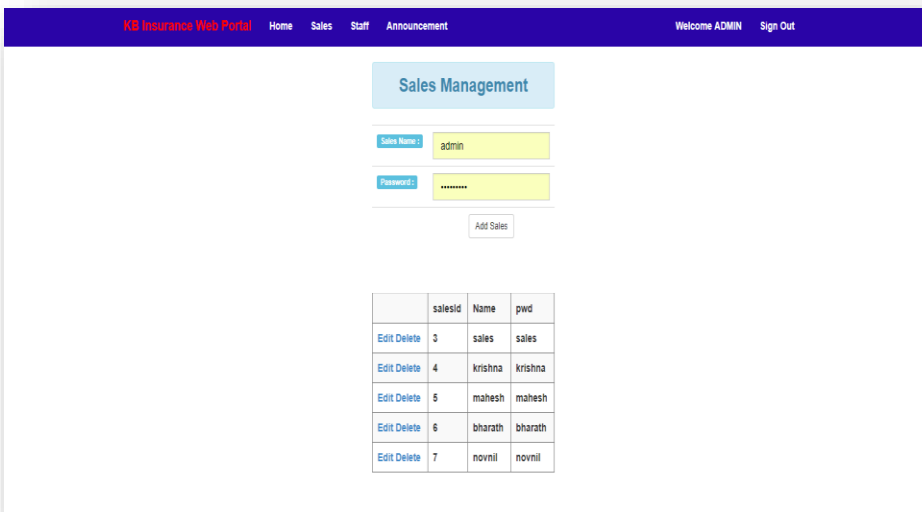 KB Insurance Web Portal Home Sales Staff Announcement Welcome ADMIN Sign Out
Sales Management
Sales Name : admin
Password : •••••••••
Add Sales
salesId Name pwd
Edit Delete 3 sales sales
Edit Delete 4 krishna krishna
Edit Delete 5 mahesh mahesh
Edit Delete 6 bharath bharath
Edit Delete 7 novnil novnil